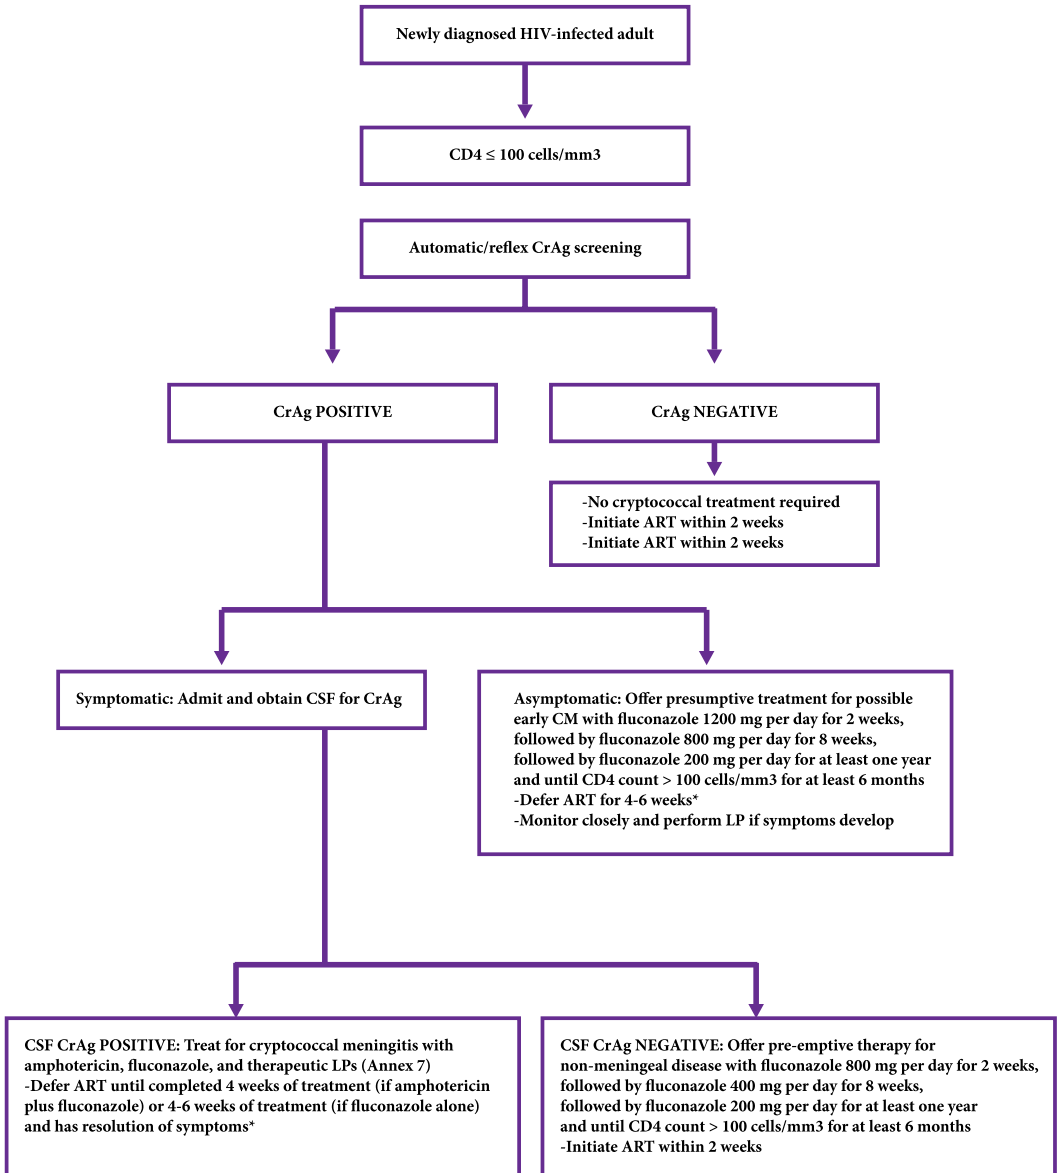 Newly diagnosed HIV-infected adult
CD4 ≤ 100 cells/mm3
Automatic/reflex CrAg screening
CrAg POSITIVE
CrAg NEGATIVE
-No cryptococcal treatment required
-Initiate ART within 2 weeks
-Initiate ART within 2 weeks
Symptomatic: Admit and obtain CSF for CrAg
Asymptomatic: Offer presumptive treatment for possible
early CM with fluconazole 1200 mg per day for 2 weeks,
followed by fluconazole 800 mg per day for 8 weeks,
followed by fluconazole 200 mg per day for at least one year
and until CD4 count > 100 cells/mm3 for at least 6 months
-Defer ART for 4-6 weeks*
-Monitor closely and perform LP if symptoms develop
CSF CrAg POSITIVE: Treat for cryptococcal meningitis with
amphotericin, fluconazole, and therapeutic LPs (Annex 7)
-Defer ART until completed 4 weeks of treatment (if amphotericin
plus fluconazole) or 4-6 weeks of treatment (if fluconazole alone)
and has resolution of symptoms*
CSF CrAg NEGATIVE: Offer pre-emptive therapy for
non-meningeal disease with fluconazole 800 mg per day for 2 weeks,
followed by fluconazole 400 mg per day for 8 weeks,
followed by fluconazole 200 mg per day for at least one year
and until CD4 count > 100 cells/mm3 for at least 6 months
-Initiate ART within 2 weeks